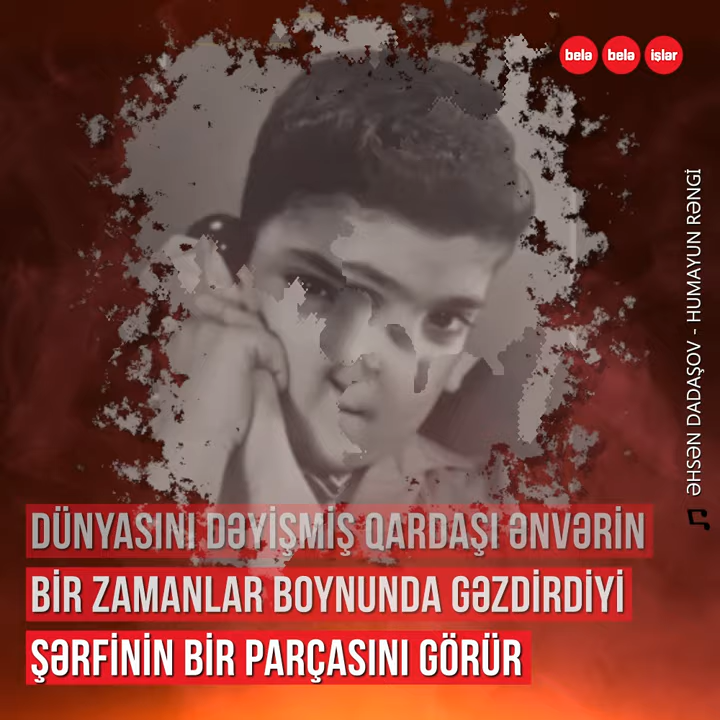 belə belə işlər
ƏHSƏN DADAŞOV - HUMAYUN RƏNGİ
DÜNYASINI DƏYİŞMİŞ QARDAŞI ƏNVƏRİN
BİR ZAMANLAR BOYNUNDA GƏZDİRDİYİ
ŞƏRFİNİN BİR PARÇASINI GÖRÜR